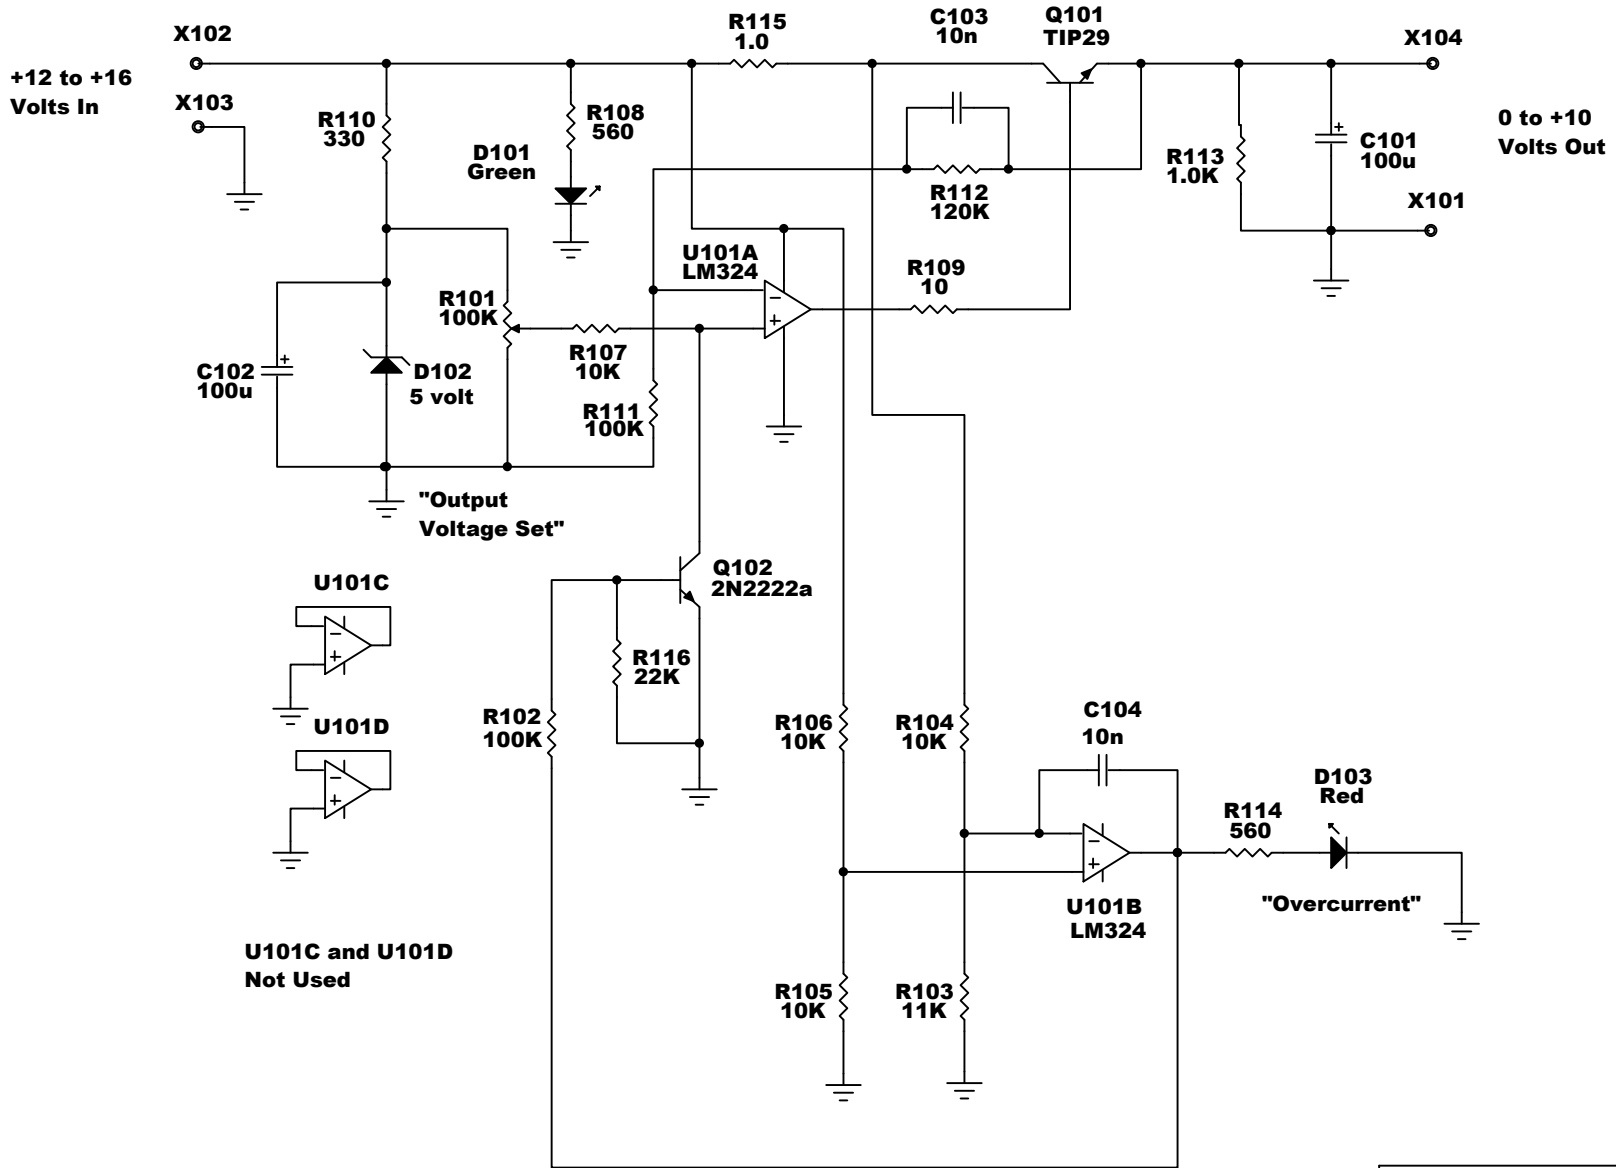 X102
+12 to +16
Volts In
X103
R115
1.0
C103
10n
Q101
TIP29
X104
0 to +10
Volts Out
X101
R110
330
R108
560
D101
Green
R112
120K
R113
1.0K
C101
100u
U101A
LM324
R109
10
R101
100K
R107
10K
C102
100u
D102
5 volt
R111
100K
"Output
Voltage Set"
Q102
2N2222a
U101C
R116
22K
U101D
R102
100K
R106
10K
R104
10K
C104
10n
D103
Red
R114
560
U101B
LM324
"Overcurrent"
U101C and U101D
Not Used
R105
10K
R103
11K